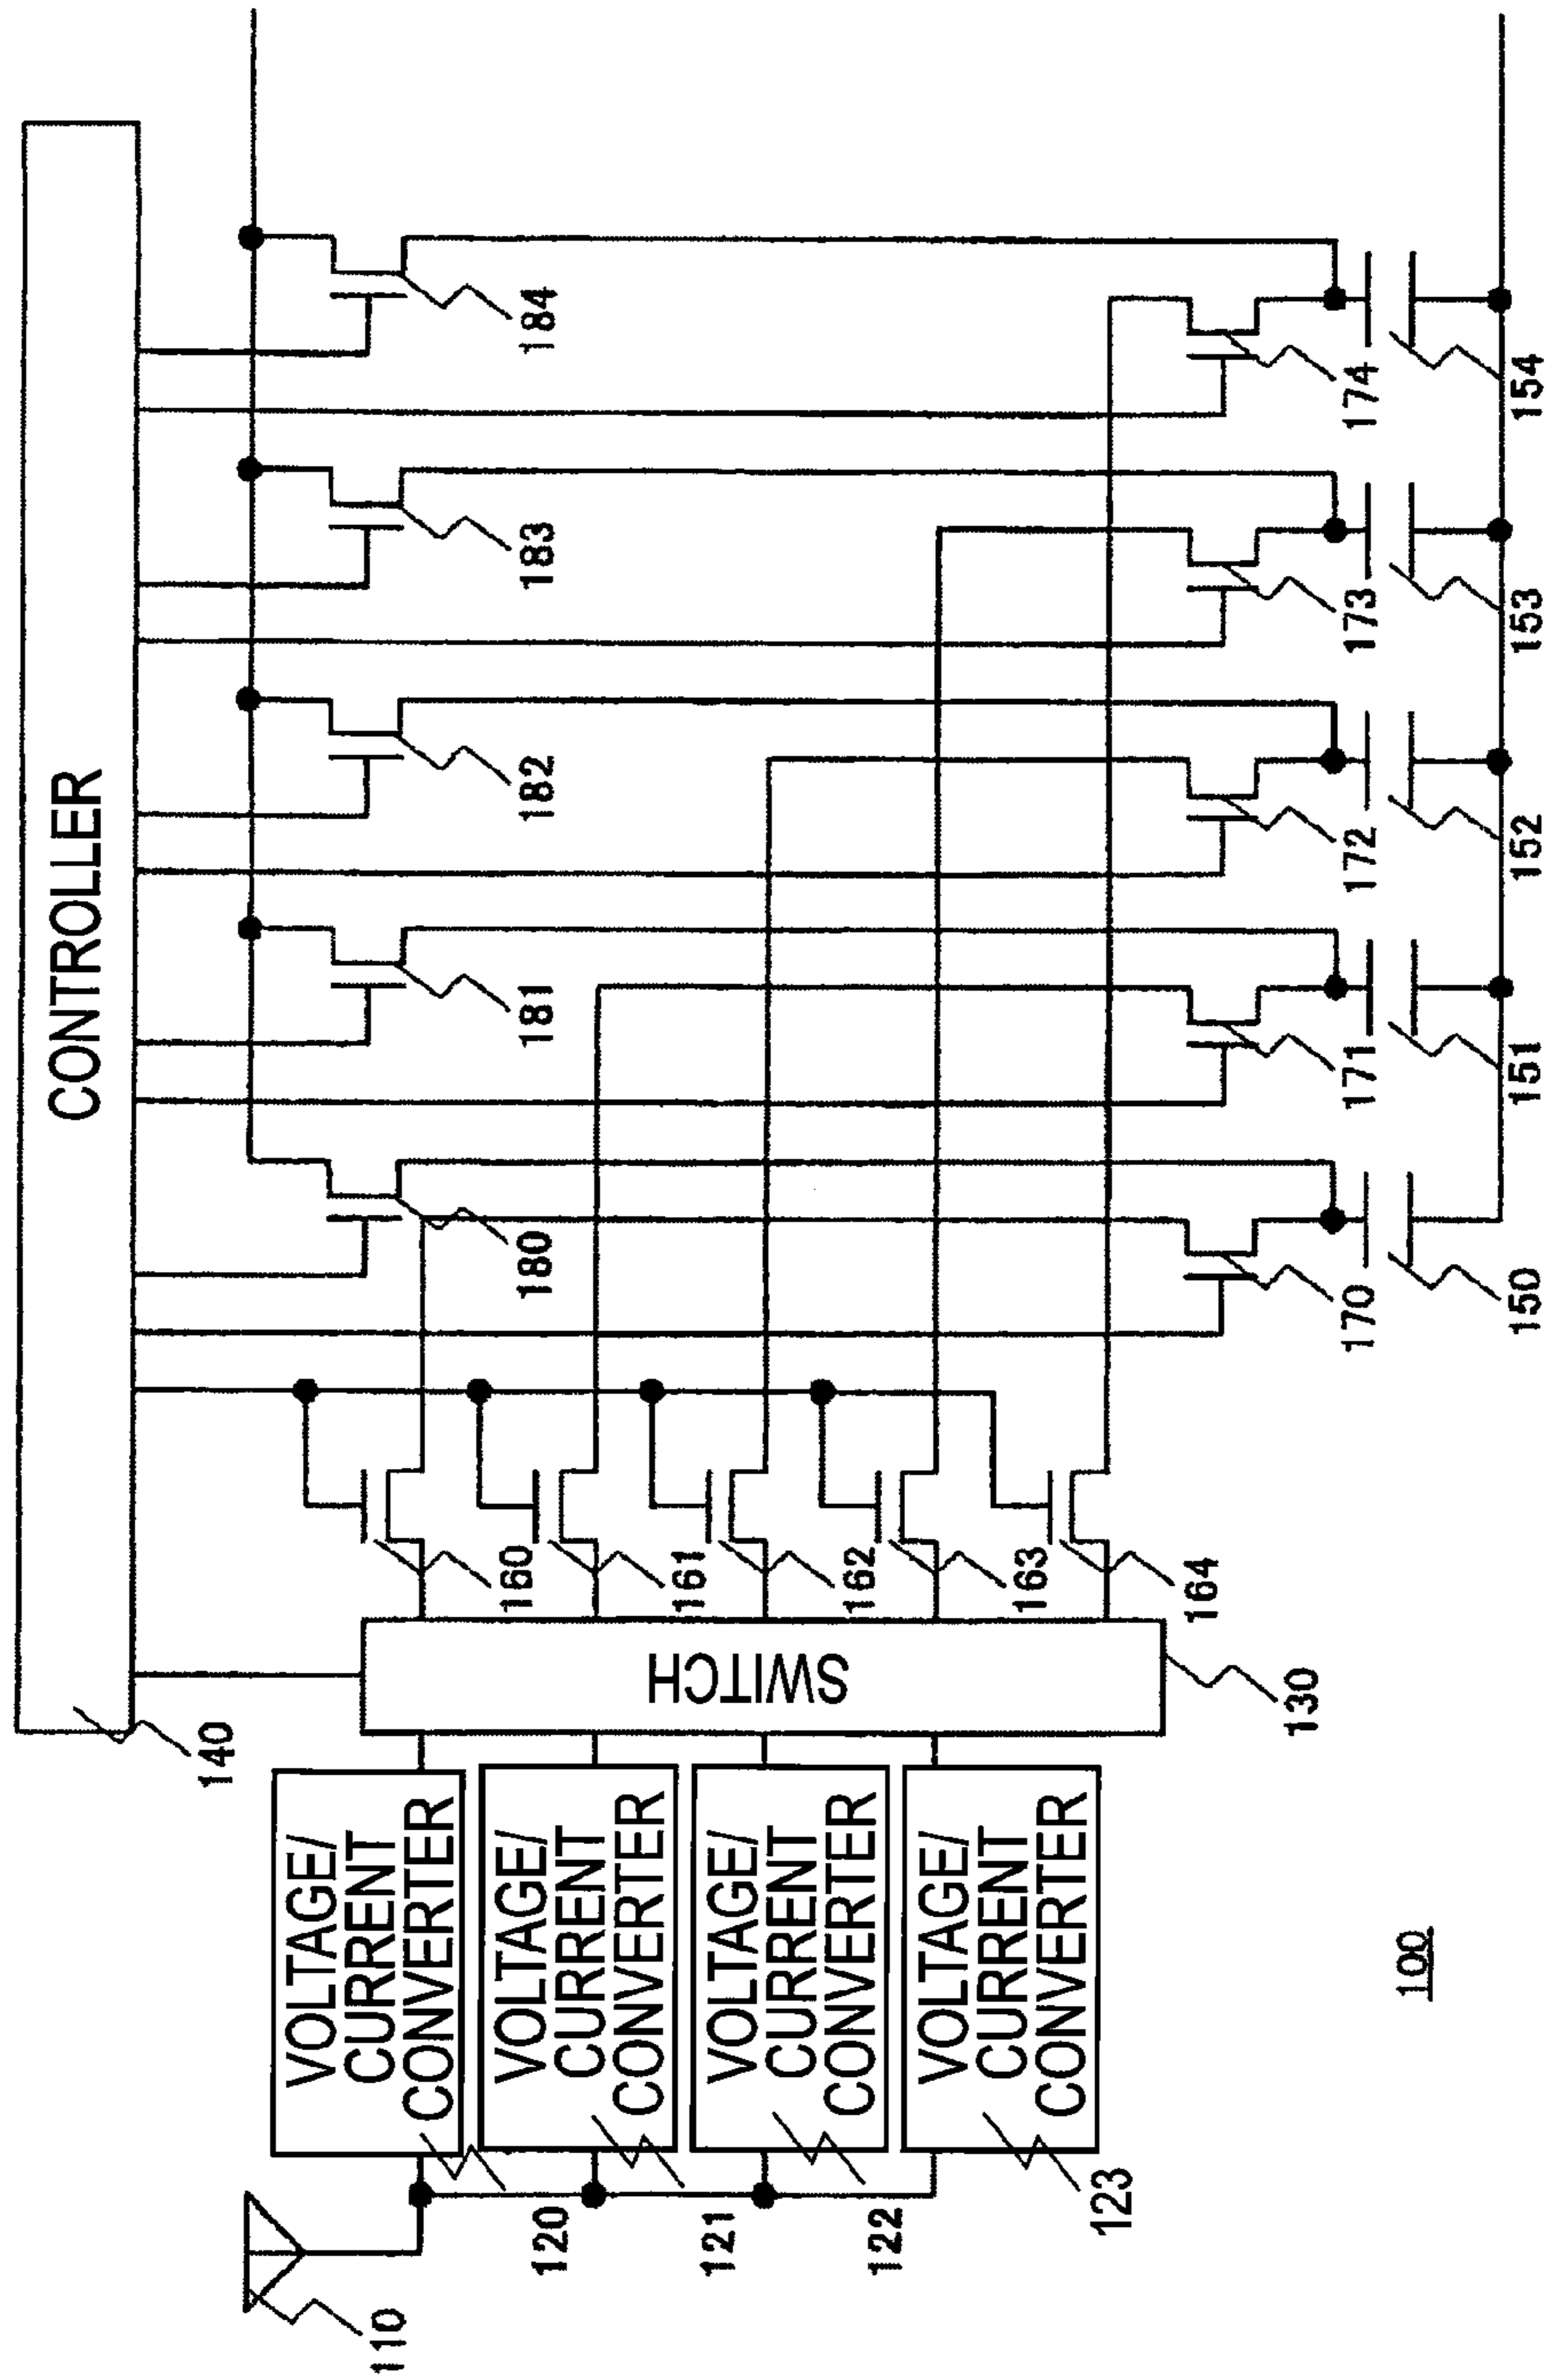 CONTROLLER
140
184
183
182
181
180
174
173
172
171
170
154
153
152
151
150
160
161
162
163
164
SWITCH
130
VOLTAGE/
CURRENT
CONVERTER
VOLTAGE/
CURRENT
CONVERTER
VOLTAGE/
CURRENT
CONVERTER
VOLTAGE/
CURRENT
CONVERTER
120
121
122
123
110
100